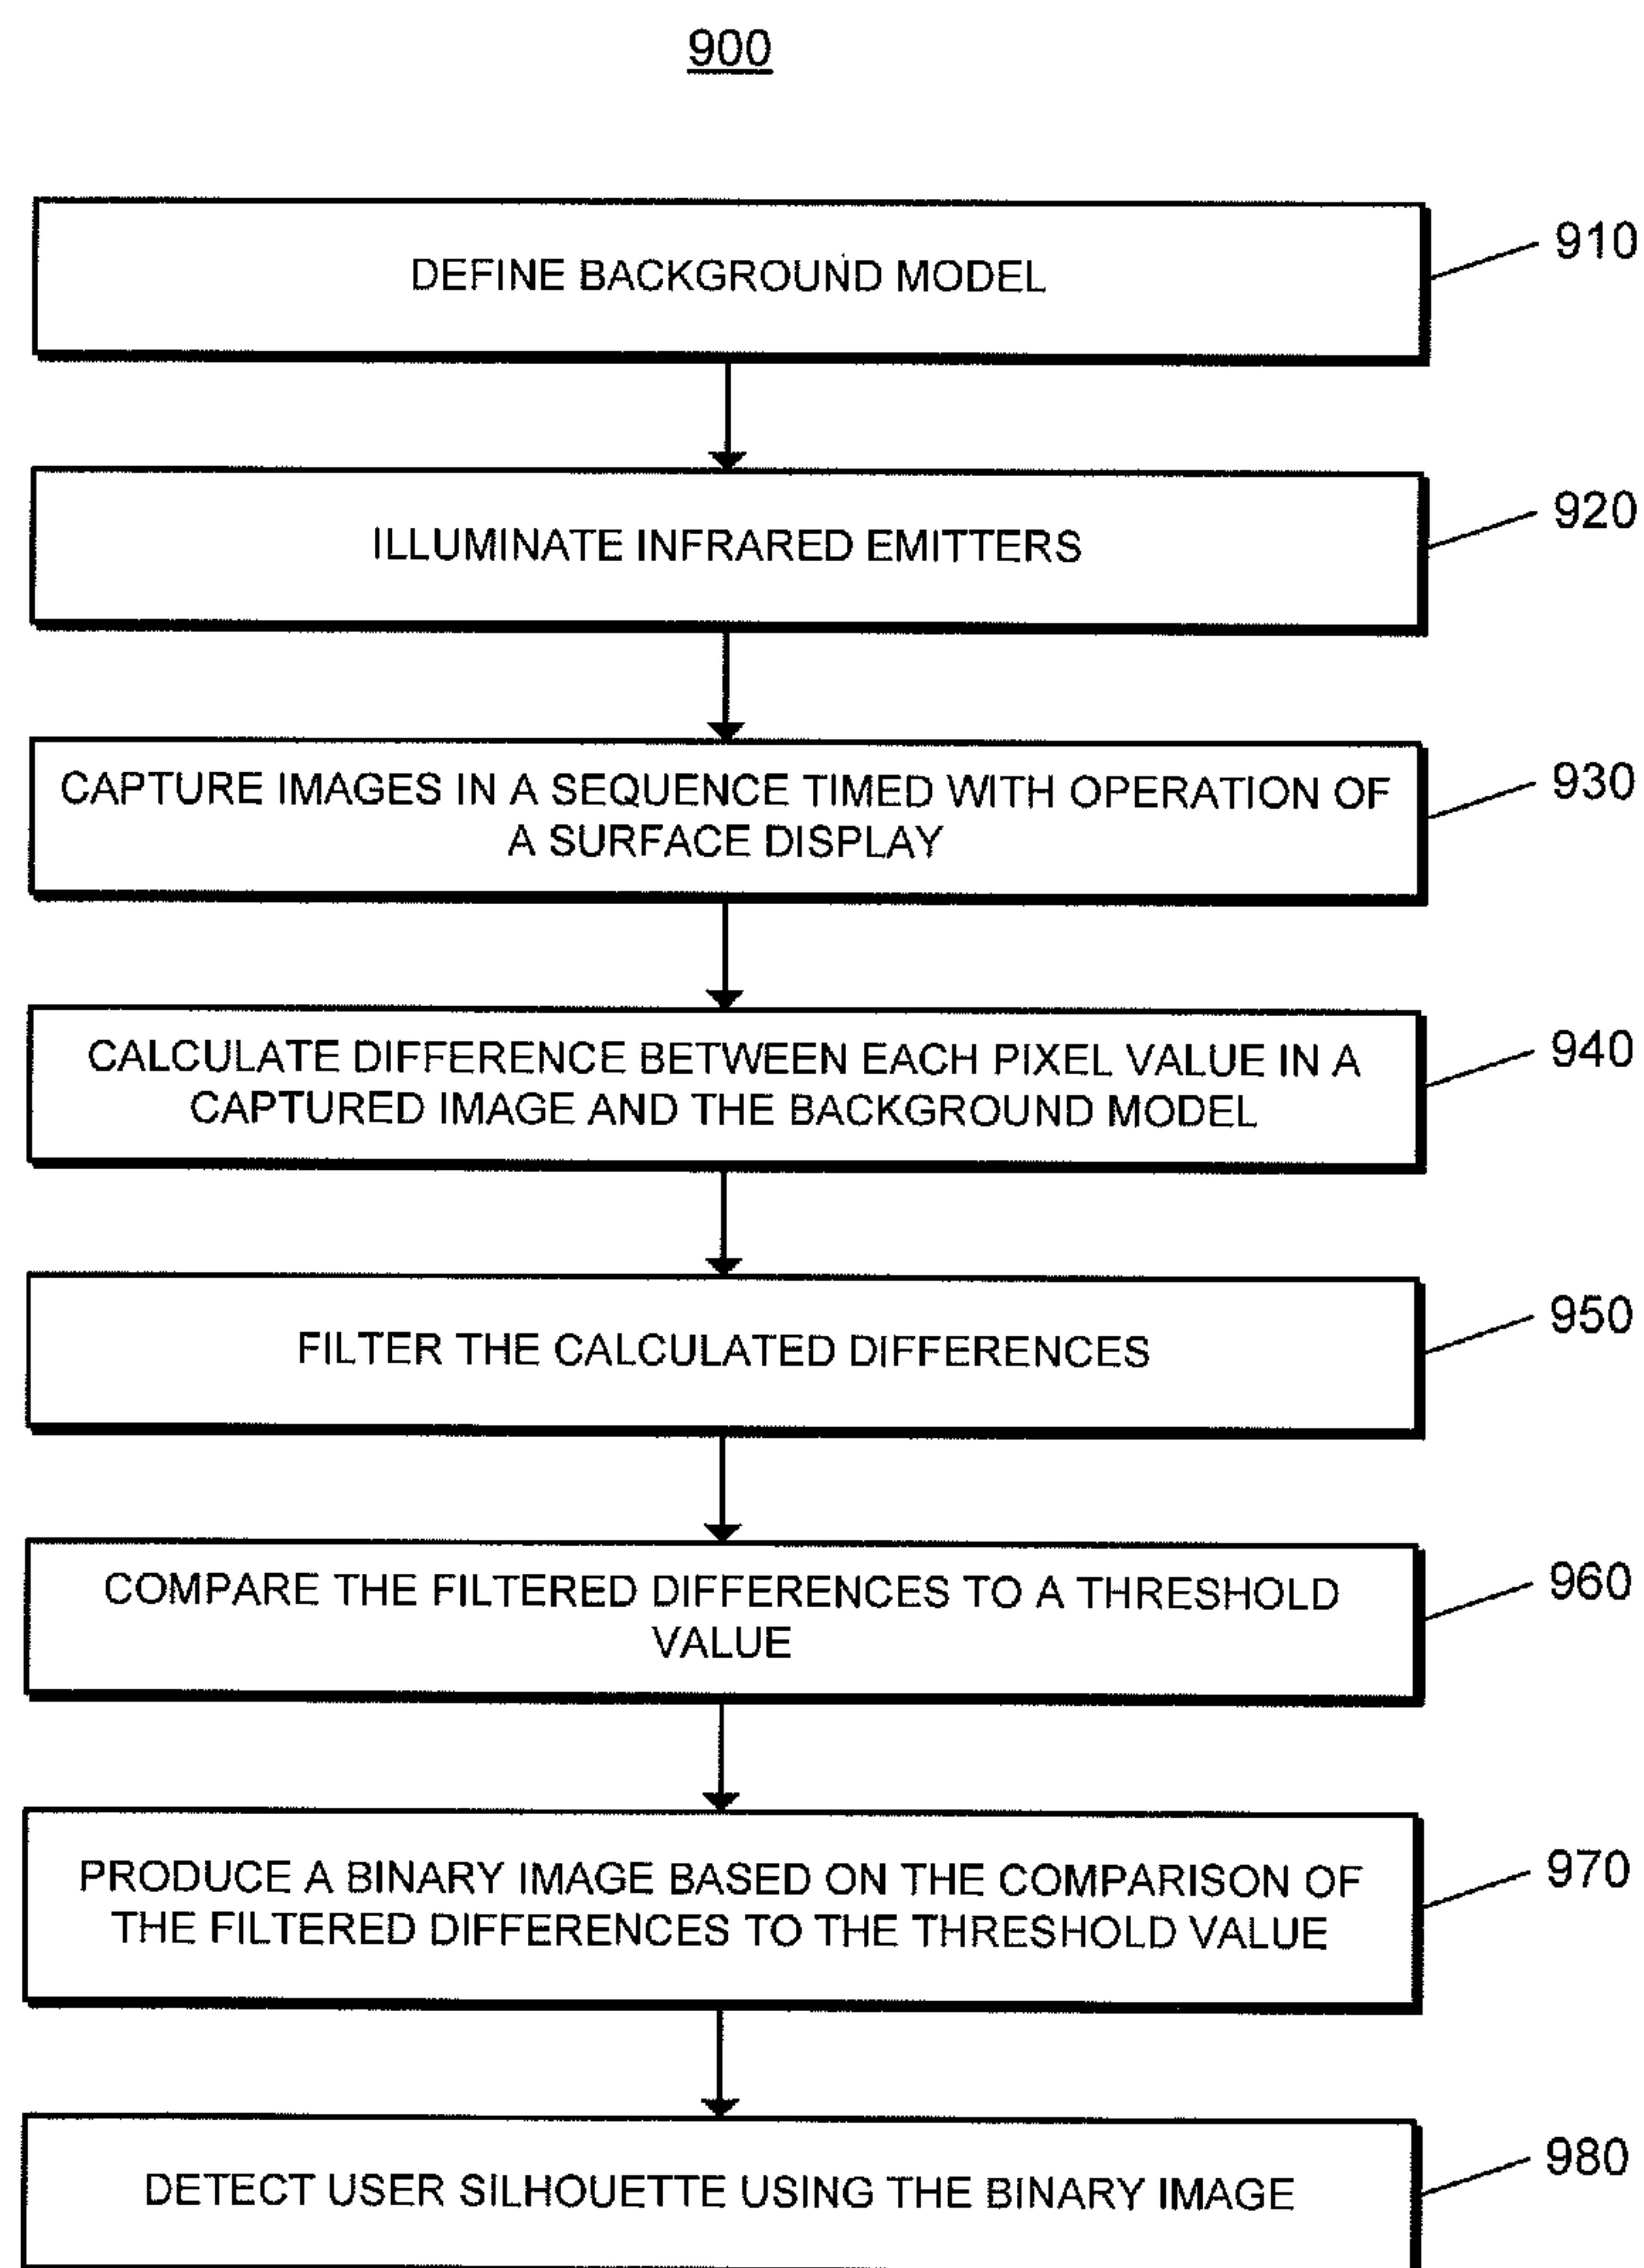 900
DEFINE BACKGROUND MODEL
910
ILLUMINATE INFRARED EMITTERS
920
CAPTURE IMAGES IN A SEQUENCE TIMED WITH OPERATION OF
A SURFACE DISPLAY
930
CALCULATE DIFFERENCE BETWEEN EACH PIXEL VALUE IN A
CAPTURED IMAGE AND THE BACKGROUND MODEL
940
FILTER THE CALCULATED DIFFERENCES
950
COMPARE THE FILTERED DIFFERENCES TO A THRESHOLD
VALUE
960
PRODUCE A BINARY IMAGE BASED ON THE COMPARISON OF
THE FILTERED DIFFERENCES TO THE THRESHOLD VALUE
970
DETECT USER SILHOUETTE USING THE BINARY IMAGE
980